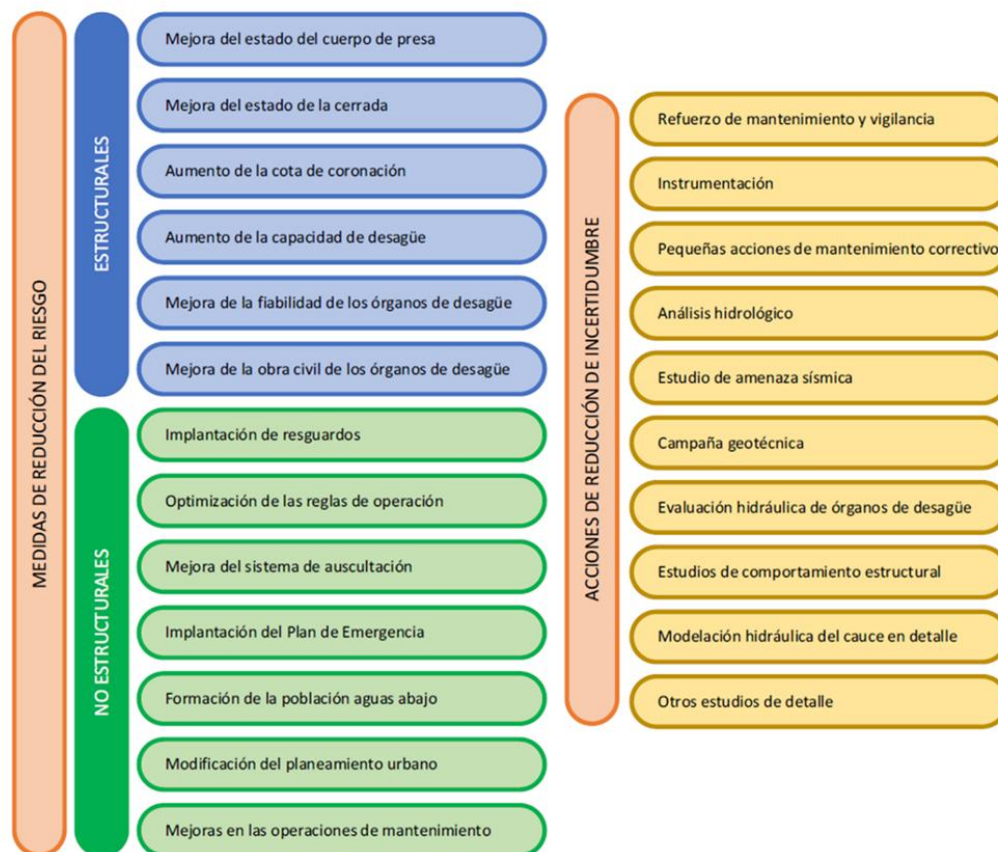 MEDIDAS DE REDUCCIÓN DEL RIESGO
ESTRUCTURALES
Mejora del estado del cuerpo de presa
Mejora del estado de la cerrada
Aumento de la cota de coronación
Aumento de la capacidad de desagüe
Mejora de la fiabilidad de los órganos de desagüe
Mejora de la obra civil de los órganos de desagüe
NO ESTRUCTURALES
Implantación de resguardos
Optimización de las reglas de operación
Mejora del sistema de auscultación
Implantación del Plan de Emergencia
Formación de la población aguas abajo
Modificación del planeamiento urbano
Mejoras en las operaciones de mantenimiento
ACCIONES DE REDUCCIÓN DE INCERTIDUMBRE
Refuerzo de mantenimiento y vigilancia
Instrumentación
Pequeñas acciones de mantenimiento correctivo
Análisis hidrológico
Estudio de amenaza sísmica
Campaña geotécnica
Evaluación hidráulica de órganos de desagüe
Estudios de comportamiento estructural
Modelación hidráulica del cauce en detalle
Otros estudios de detalle